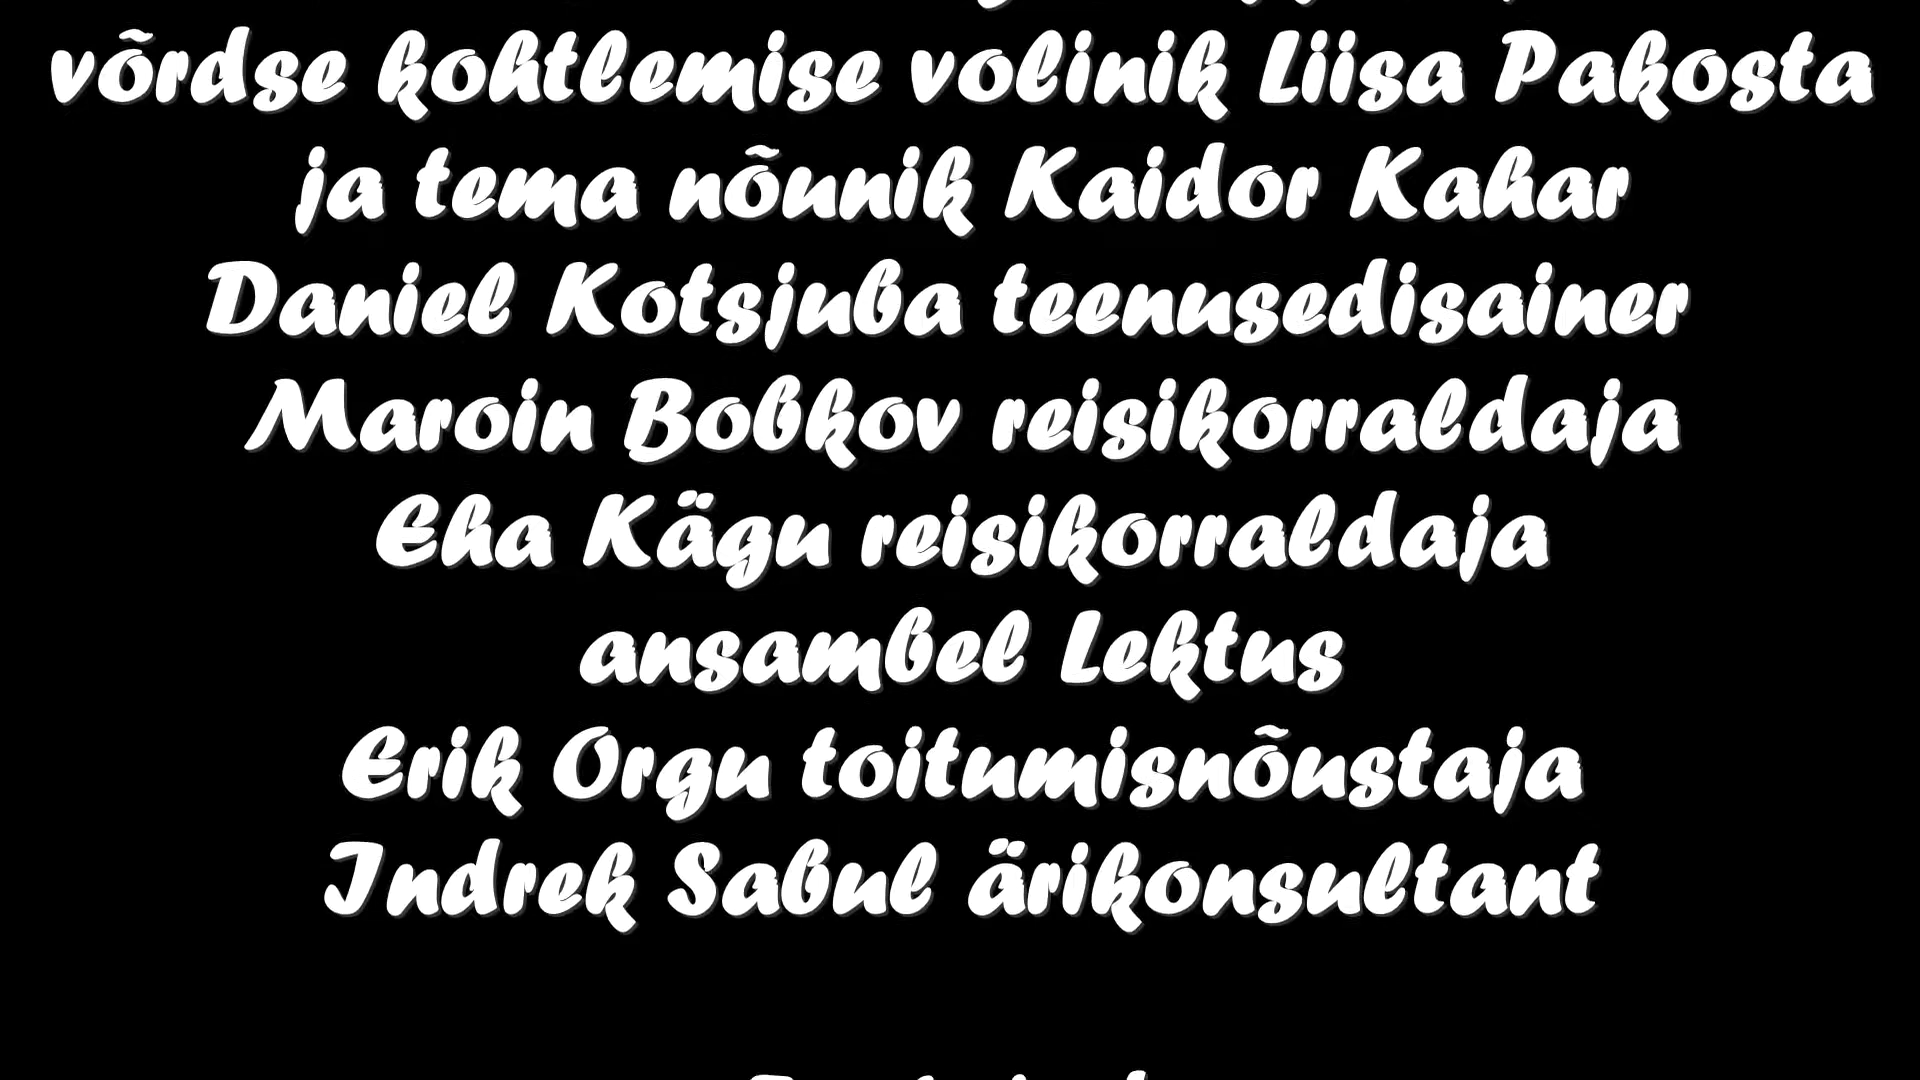 võrdse kohtlemise volinik Liisa Pakosta
ja tema nõunik Kaidor Kahar
Daniel Kotsjuba teenusedisainer
Maroin Bobkov reisikorraldaja
Eha Kägu reisikorraldaja
ansambel Lektus
Erik Orgu toitumisnõustaja
Indrek Sabul ärikonsultant